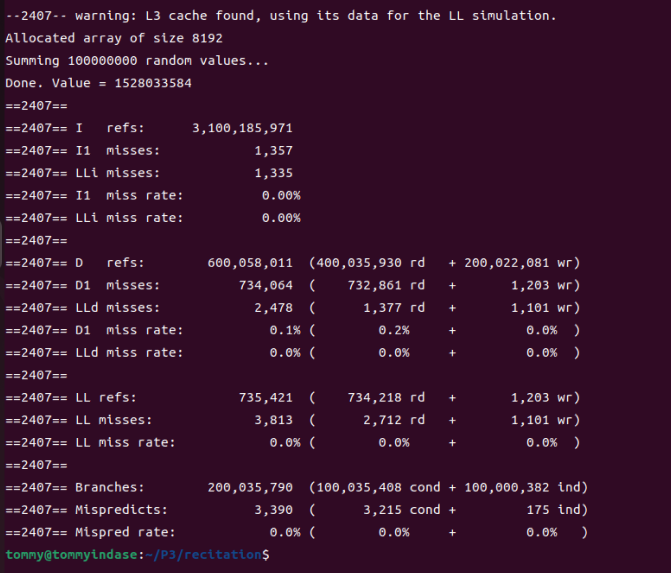 --2407-- warning: L3 cache found, using its data for the LL simulation.
Allocated array of size 8192
Summing 100000000 random values...
Done. Value = 1528033584
==2407==
==2407== I   refs:      3,100,185,971
==2407== I1  misses:            1,357
==2407== LLi misses:            1,335
==2407== I1  miss rate:          0.00%
==2407== LLi miss rate:          0.00%
==2407==
==2407== D   refs:        600,058,011  (400,035,930 rd   + 200,022,081 wr)
==2407== D1  misses:          734,064  (    732,861 rd   +       1,203 wr)
==2407== LLd misses:            2,478  (      1,377 rd   +       1,101 wr)
==2407== D1  miss rate:           0.1% (        0.2%     +         0.0%  )
==2407== LLd miss rate:           0.0% (        0.0%     +         0.0%  )
==2407==
==2407== LL refs:             735,421  (    734,218 rd   +       1,203 wr)
==2407== LL misses:             3,813  (      2,712 rd   +       1,101 wr)
==2407== LL miss rate:            0.0% (        0.0%     +         0.0%  )
==2407==
==2407== Branches:        200,035,790  (100,035,408 cond + 100,000,382 ind)
==2407== Mispredicts:           3,390  (      3,215 cond +         175 ind)
==2407== Mispred rate:            0.0% (        0.0%     +         0.0%   )
tommy@tommyindase:~/P3/recitation$